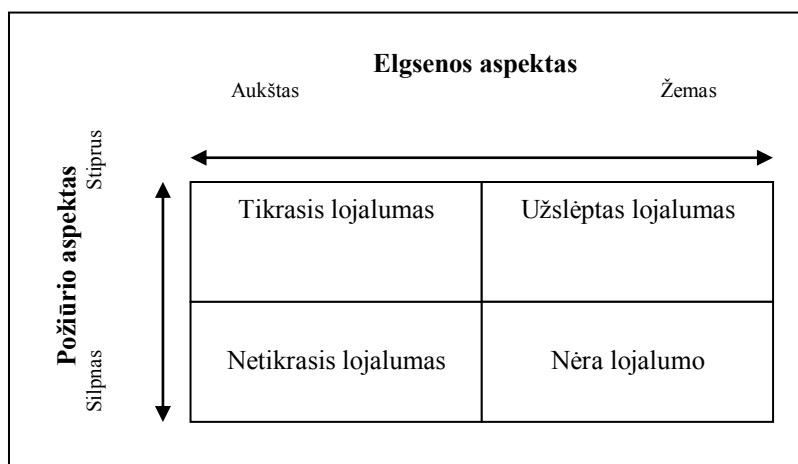 Elgsenos aspektas
Aukštas Žemas
Požiūrio aspektas
Stiprus
Silpnas
Tikrasis lojalumas Užslėptas lojalumas
Netikrasis lojalumas Nėra lojalumo